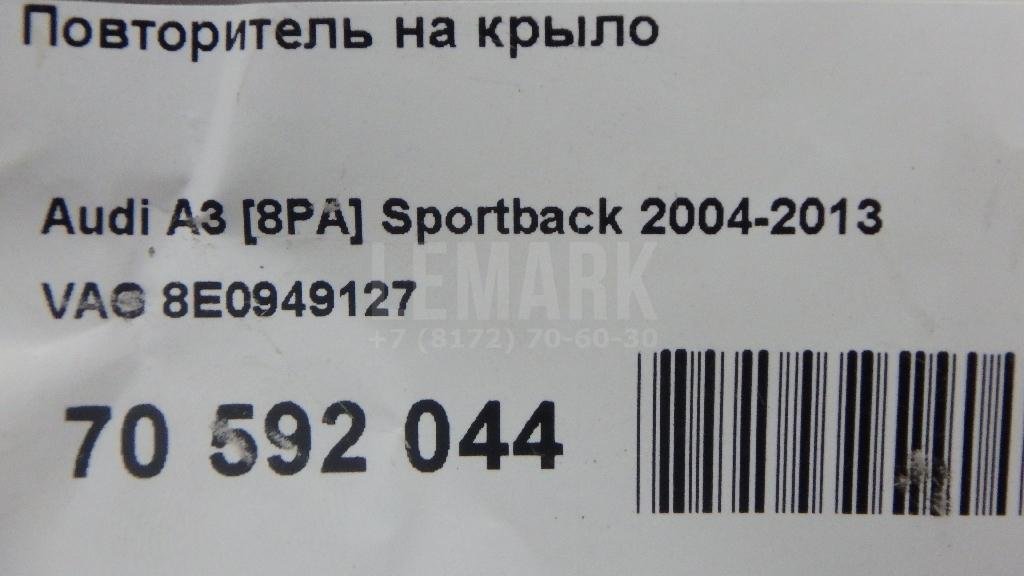 Повторитель на крыло
Audi A3 [8PA] Sportback 2004-2013
LEMARK
VAG 8E0949127
+7 (8172) 70-60-30
70 592 044